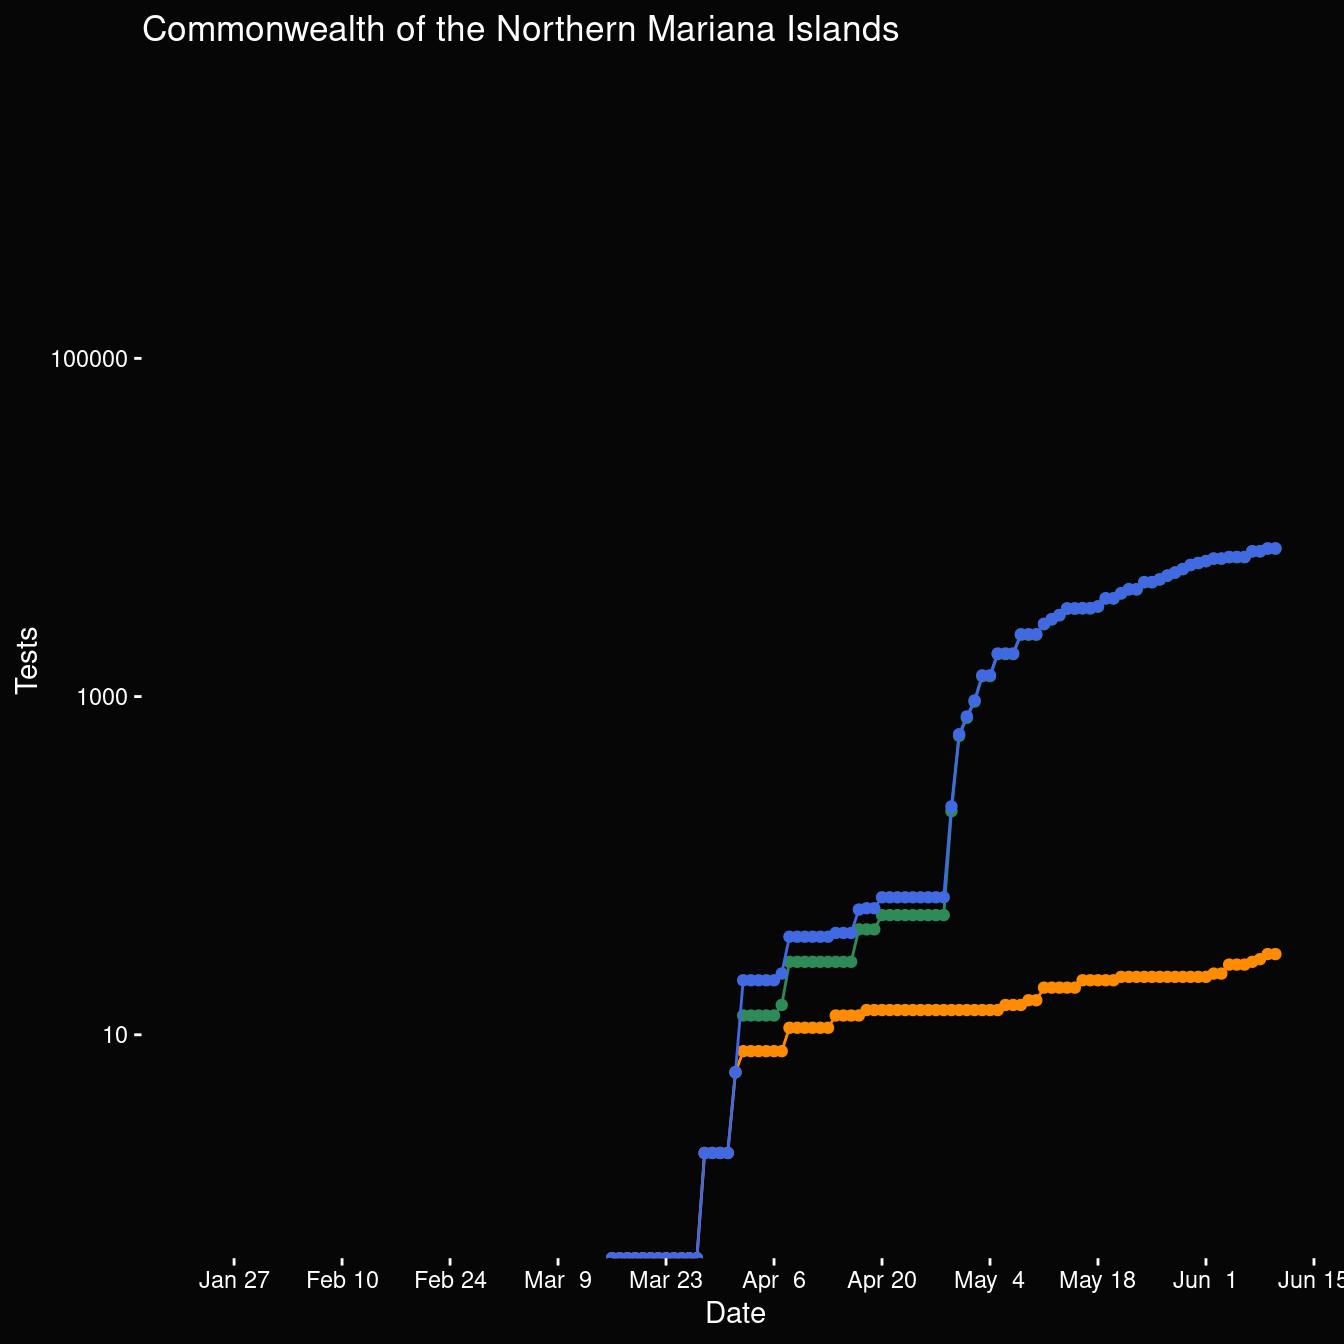 Commonwealth of the Northern Mariana Islands
100000
1000
10
Tests
Jan 27 Feb 10 Feb 24 Mar 9 Mar 23 Apr 6 Apr 20 May 4 May 18 Jun 1 Jun 15
Date